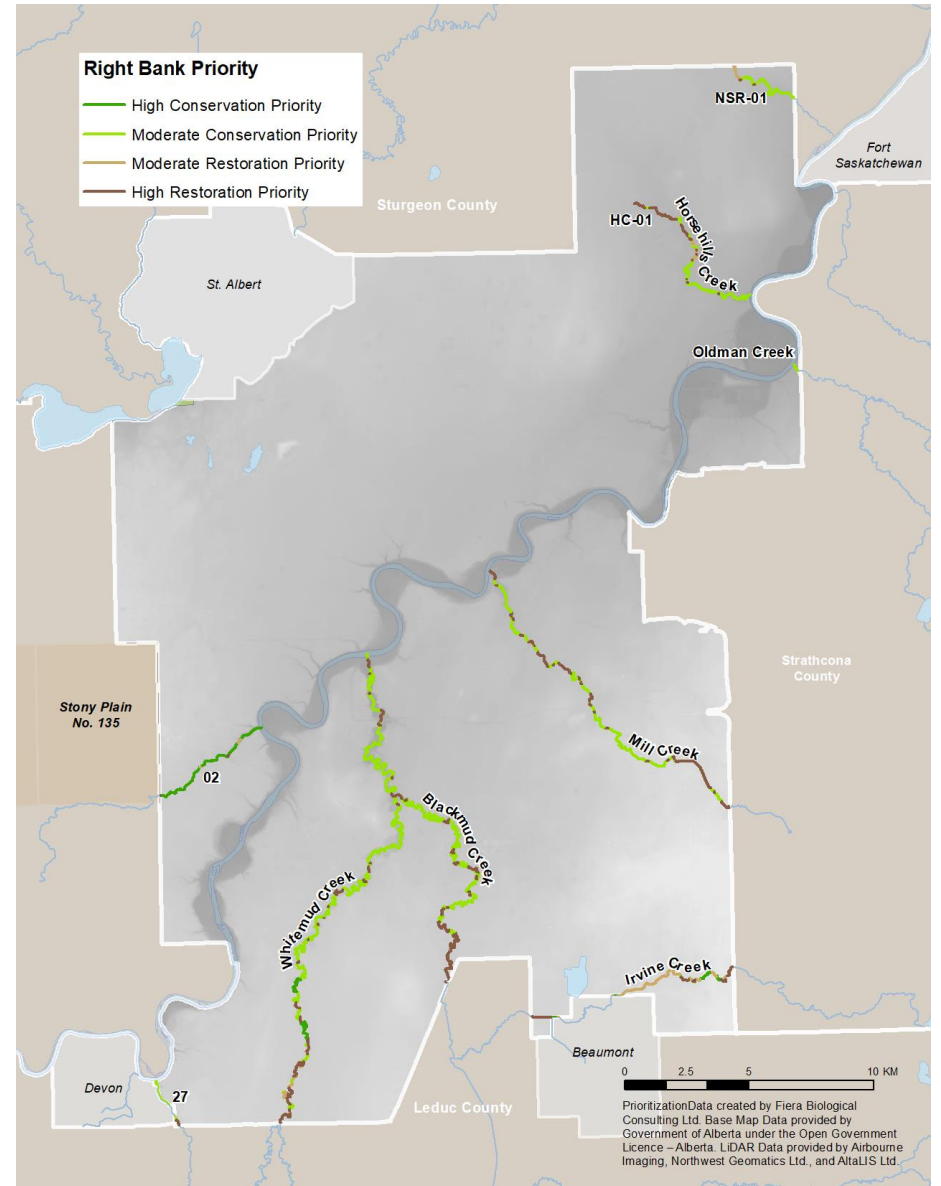 Right Bank Priority
High Conservation Priority
Moderate Conservation Priority
Moderate Restoration Priority
High Restoration Priority
NSR-01
Fort
Saskatchewan
Sturgeon County
HC-01
Horsehills Creek
St. Albert
Oldman Creek
Strathcona
County
Stony Plain
No. 135
02
Mill Creek
Blackmud Creek
Whitemud Creek
Irvine Creek
Beaumont
Devon
27
Leduc County
0 2.5 5 10 KM
PrioritizationData created by Fiera Biological
Consulting Ltd. Base Map Data provided by
Government of Alberta under the Open Government
Licence – Alberta. LiDAR Data provided by Airbourne
Imaging, Northwest Geomatics Ltd., and AltaLIS Ltd.